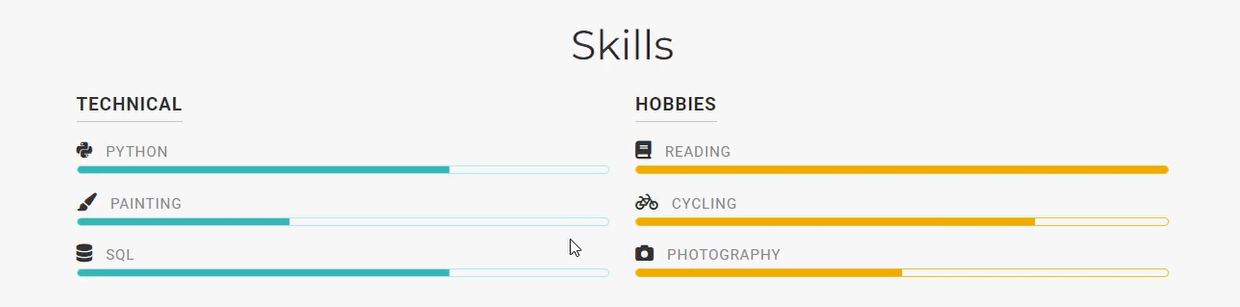 Skills
TECHNICAL
PYTHON
PAINTING
SQL
HOBBIES
READING
CYCLING
PHOTOGRAPHY